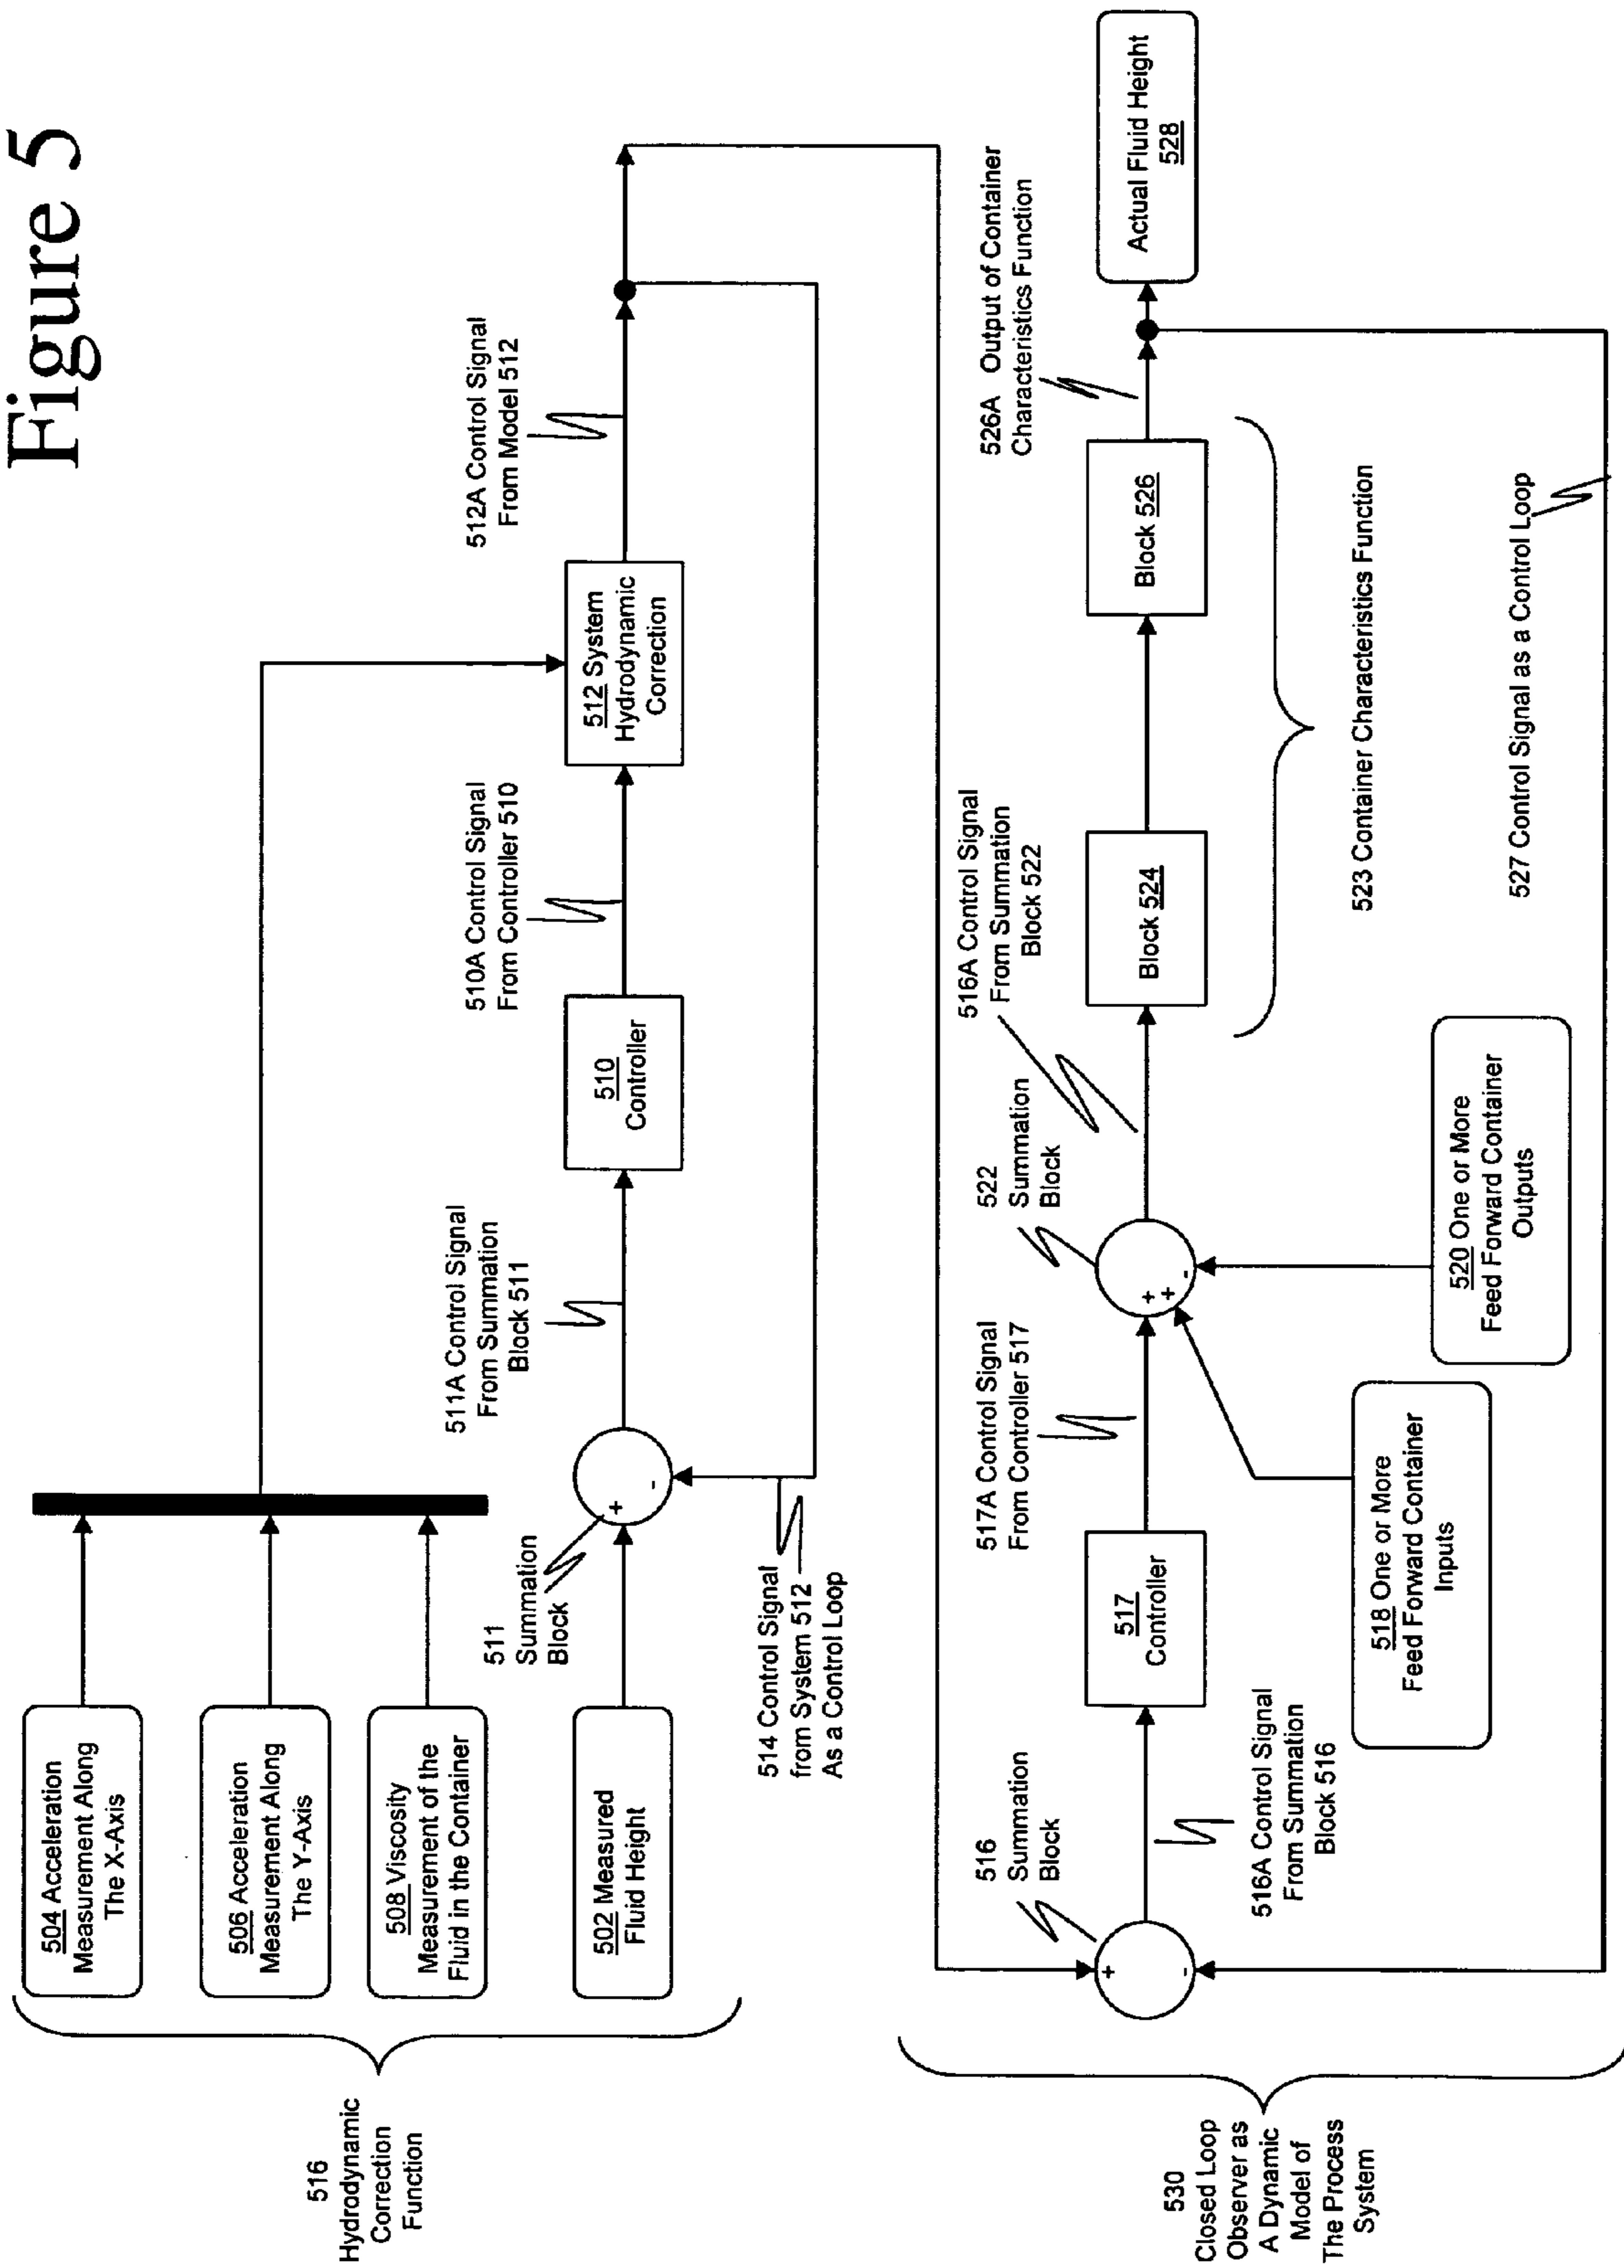 Figure 5
504 Acceleration
Measurement Along
The X-Axis
506 Acceleration
Measurement Along
The Y-Axis
508 Viscosity
Measurement of the
Fluid in the Container
502 Measured
Fluid Height
516
Hydrodynamic
Correction
Function
511
Summation
Block
+
-
511A Control Signal
From Summation
Block 511
510
Controller
510A Control Signal
From Controller 510
512 System
Hydrodynamic
Correction
512A Control Signal
From Model 512
514 Control Signal
from System 512
As a Control Loop
530
Closed Loop
Observer as
A Dynamic
Model of
The Process
System
516
Summation
Block
+
-
516A Control Signal
From Summation
Block 516
517
Controller
517A Control Signal
From Controller 517
522
Summation
Block
+
+
-
518 One or More
Feed Forward Container
Inputs
520 One or More
Feed Forward Container
Outputs
516A Control Signal
From Summation
Block 522
Block 524
Block 526
523 Container Characteristics Function
526A Output of Container
Characteristics Function
Actual Fluid Height
528
527 Control Signal as a Control Loop